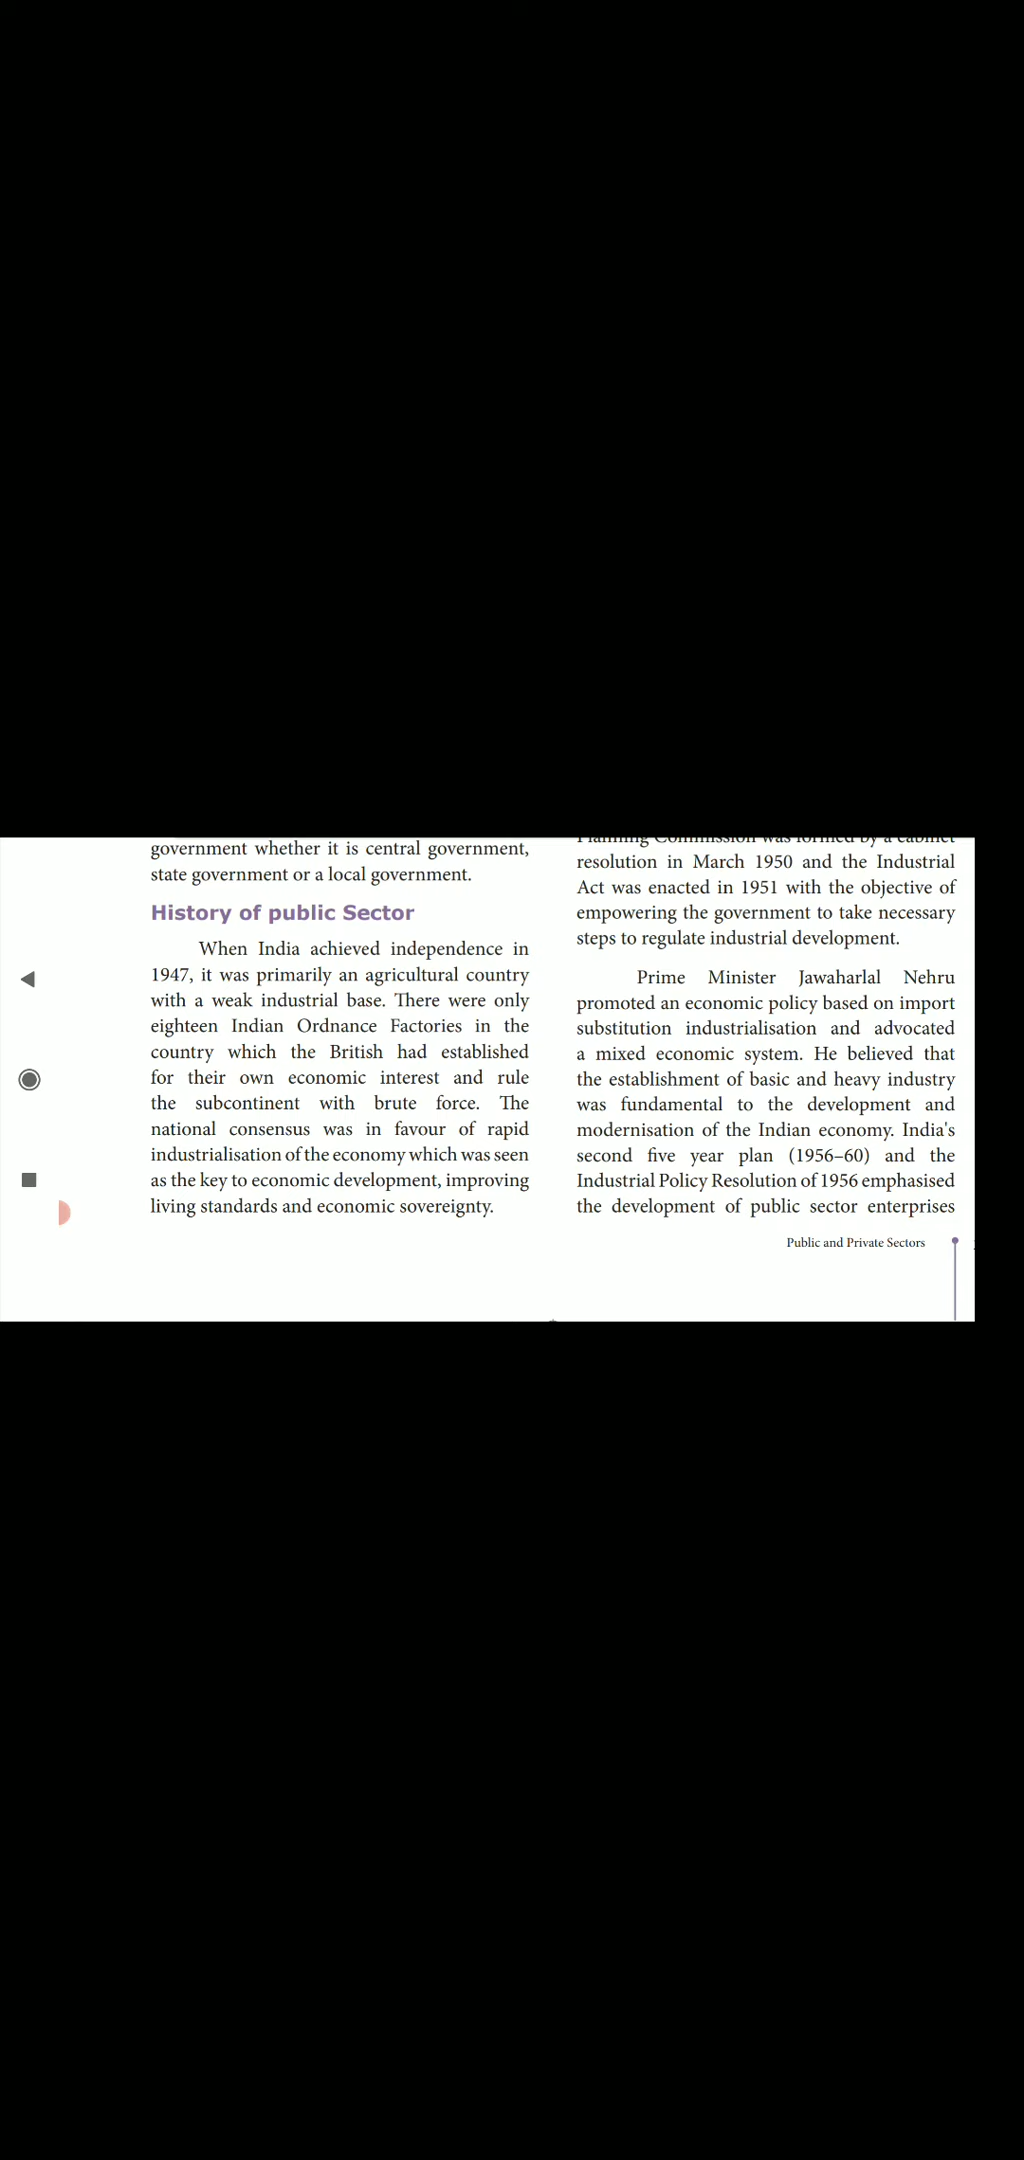 government whether it is central government,
state government or a local government.
History of public Sector
When India achieved independence in
1947, it was primarily an agricultural country
with a weak industrial base. There were only
eighteen Indian Ordnance Factories in the
country which the British had established
for their own economic interest and rule
the subcontinent with brute force. The
national consensus was in favour of rapid
industrialisation of the economy which was seen
as the key to economic development, improving
living standards and economic sovereignty.
Planning Commission was formed by a cabinet
resolution in March 1950 and the Industrial
Act was enacted in 1951 with the objective of
empowering the government to take necessary
steps to regulate industrial development.
Prime Minister Jawaharlal Nehru
promoted an economic policy based on import
substitution industrialisation and advocated
a mixed economic system. He believed that
the establishment of basic and heavy industry
was fundamental to the development and
modernisation of the Indian economy. India's
second five year plan (1956–60) and the
Industrial Policy Resolution of 1956 emphasised
the development of public sector enterprises
Public and Private Sectors